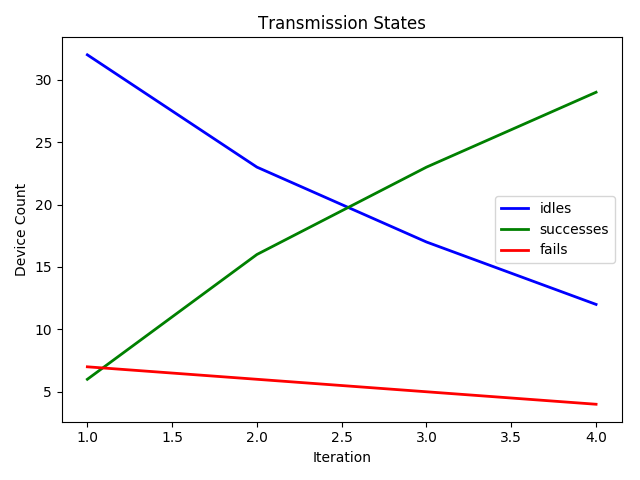 Transmission States
Device Count
30
25
20
15
10
5
idles
successes
fails
1.0 1.5 2.0 2.5 3.0 3.5 4.0
Iteration